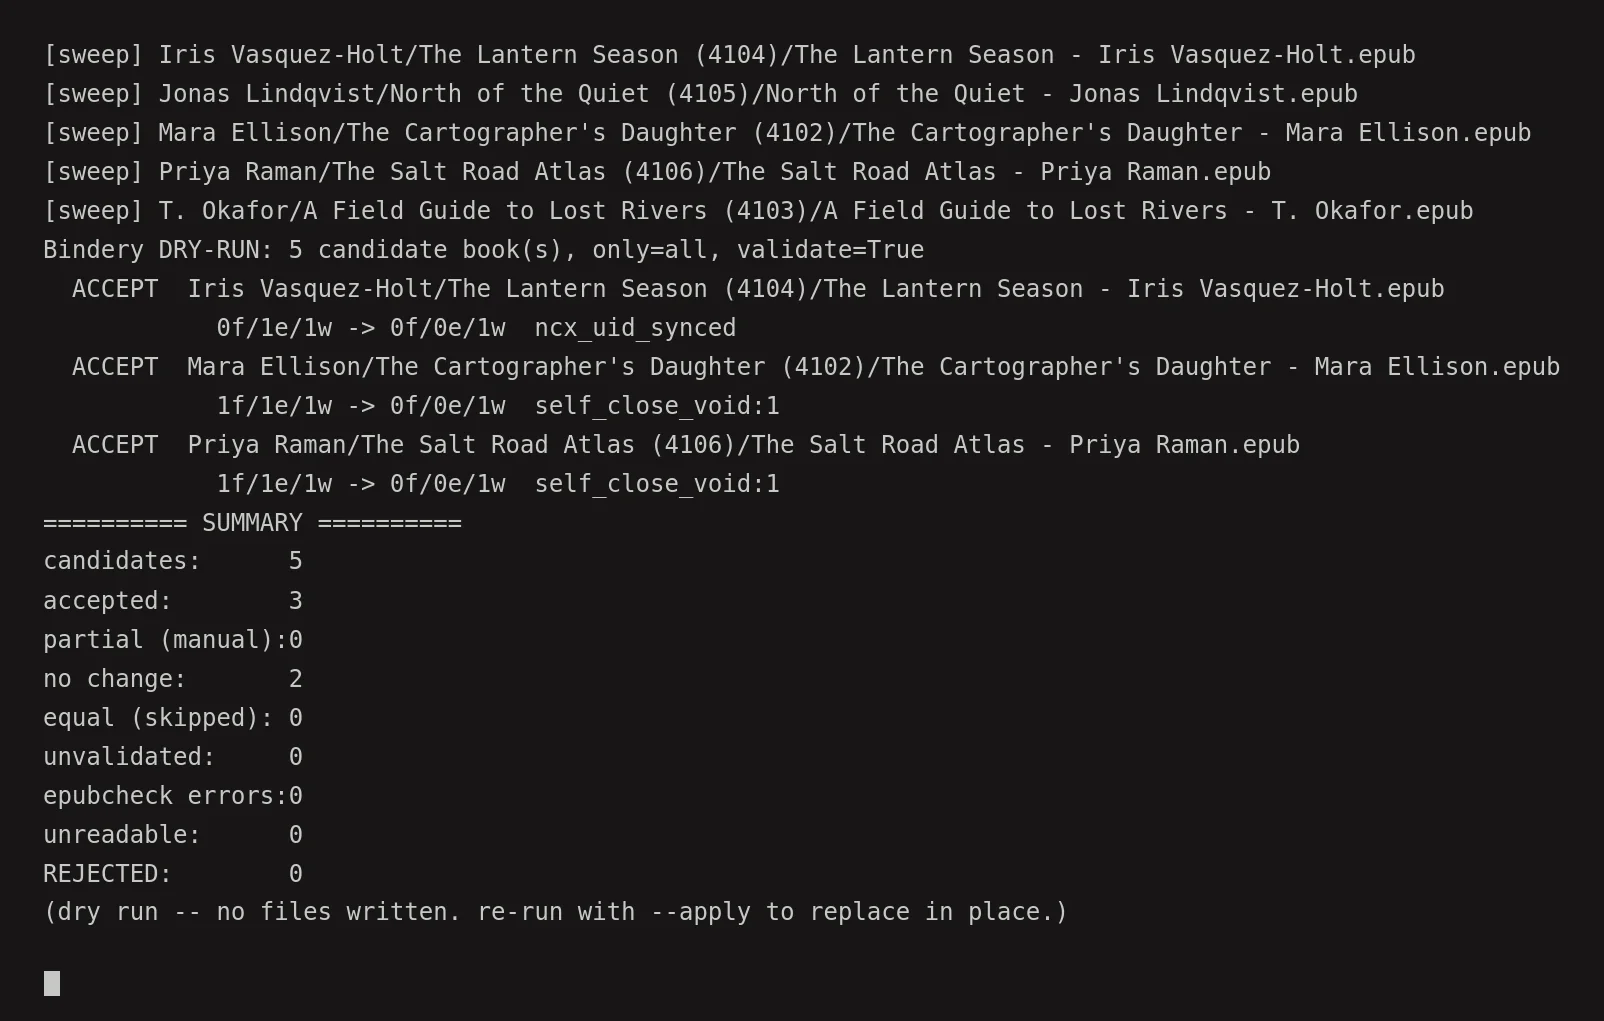 [sweep] Iris Vasquez-Holt/The Lantern Season (4104)/The Lantern Season - Iris Vasquez-Holt.epub
[sweep] Jonas Lindqvist/North of the Quiet (4105)/North of the Quiet - Jonas Lindqvist.epub
[sweep] Mara Ellison/The Cartographer's Daughter (4102)/The Cartographer's Daughter - Mara Ellison.epub
[sweep] Priya Raman/The Salt Road Atlas (4106)/The Salt Road Atlas - Priya Raman.epub
[sweep] T. Okafor/A Field Guide to Lost Rivers (4103)/A Field Guide to Lost Rivers - T. Okafor.epub
Bindery DRY-RUN: 5 candidate book(s), only=all, validate=True
  ACCEPT  Iris Vasquez-Holt/The Lantern Season (4104)/The Lantern Season - Iris Vasquez-Holt.epub
            0f/1e/1w -> 0f/0e/1w  ncx_uid_synced
  ACCEPT  Mara Ellison/The Cartographer's Daughter (4102)/The Cartographer's Daughter - Mara Ellison.epub
            1f/1e/1w -> 0f/0e/1w  self_close_void:1
  ACCEPT  Priya Raman/The Salt Road Atlas (4106)/The Salt Road Atlas - Priya Raman.epub
            1f/1e/1w -> 0f/0e/1w  self_close_void:1
========== SUMMARY ==========
candidates:      5
accepted:        3
partial (manual):0
no change:       2
equal (skipped): 0
unvalidated:     0
epubcheck errors:0
unreadable:      0
REJECTED:        0
(dry run -- no files written. re-run with --apply to replace in place.)